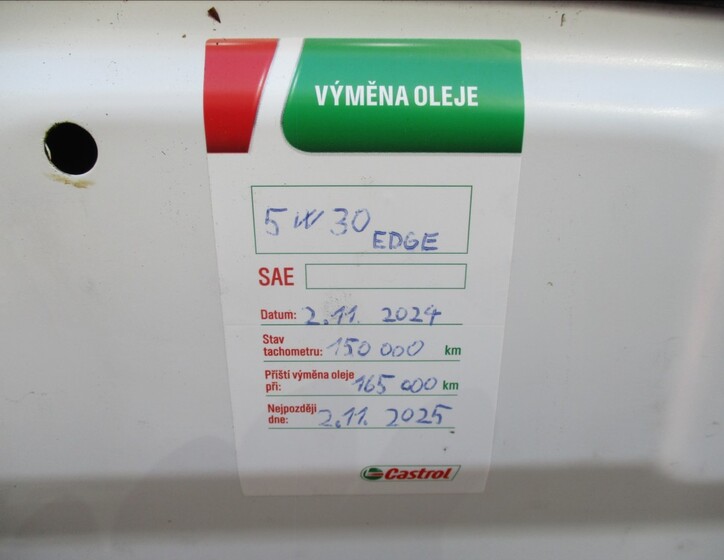 VÝMĚNA OLEJE
5W30
EDGE
SAE
Datum: 2.11. 2024
Stav
tachometru: 150 000 km
Příští výměna oleje
při: 165 000 km
Nejpozději
dne: 2.11. 2025
Castrol